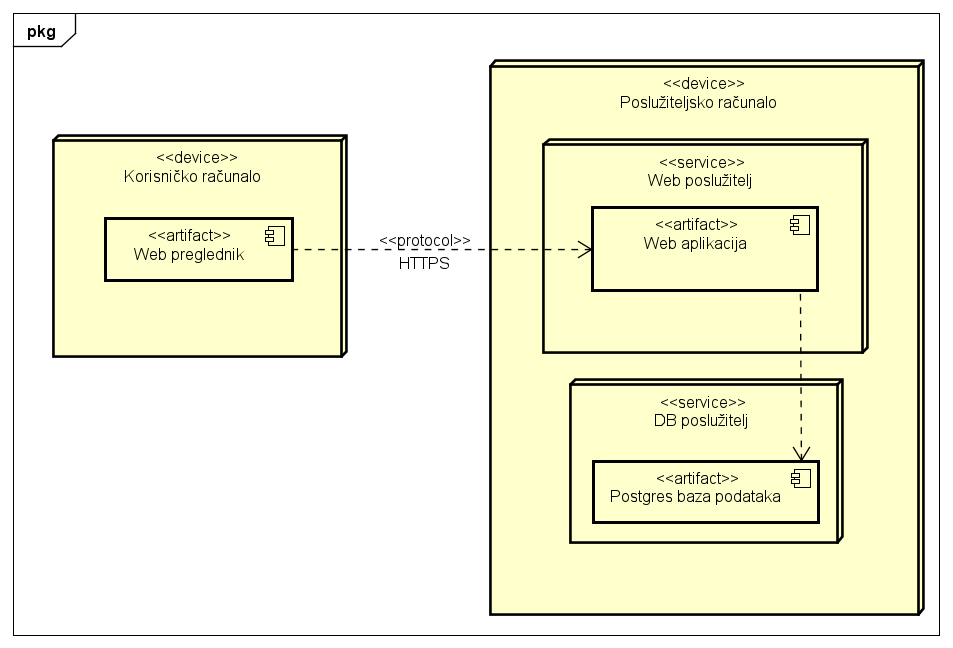 pkg
<<device>>
Korisničko računalo
<<artifact>>
Web preglednik
<<protocol>>
HTTPS
<<device>>
Poslužiteljsko računalo
<<service>>
Web poslužitelj
<<artifact>>
Web aplikacija
<<service>>
DB poslužitelj
<<artifact>>
Postgres baza podataka